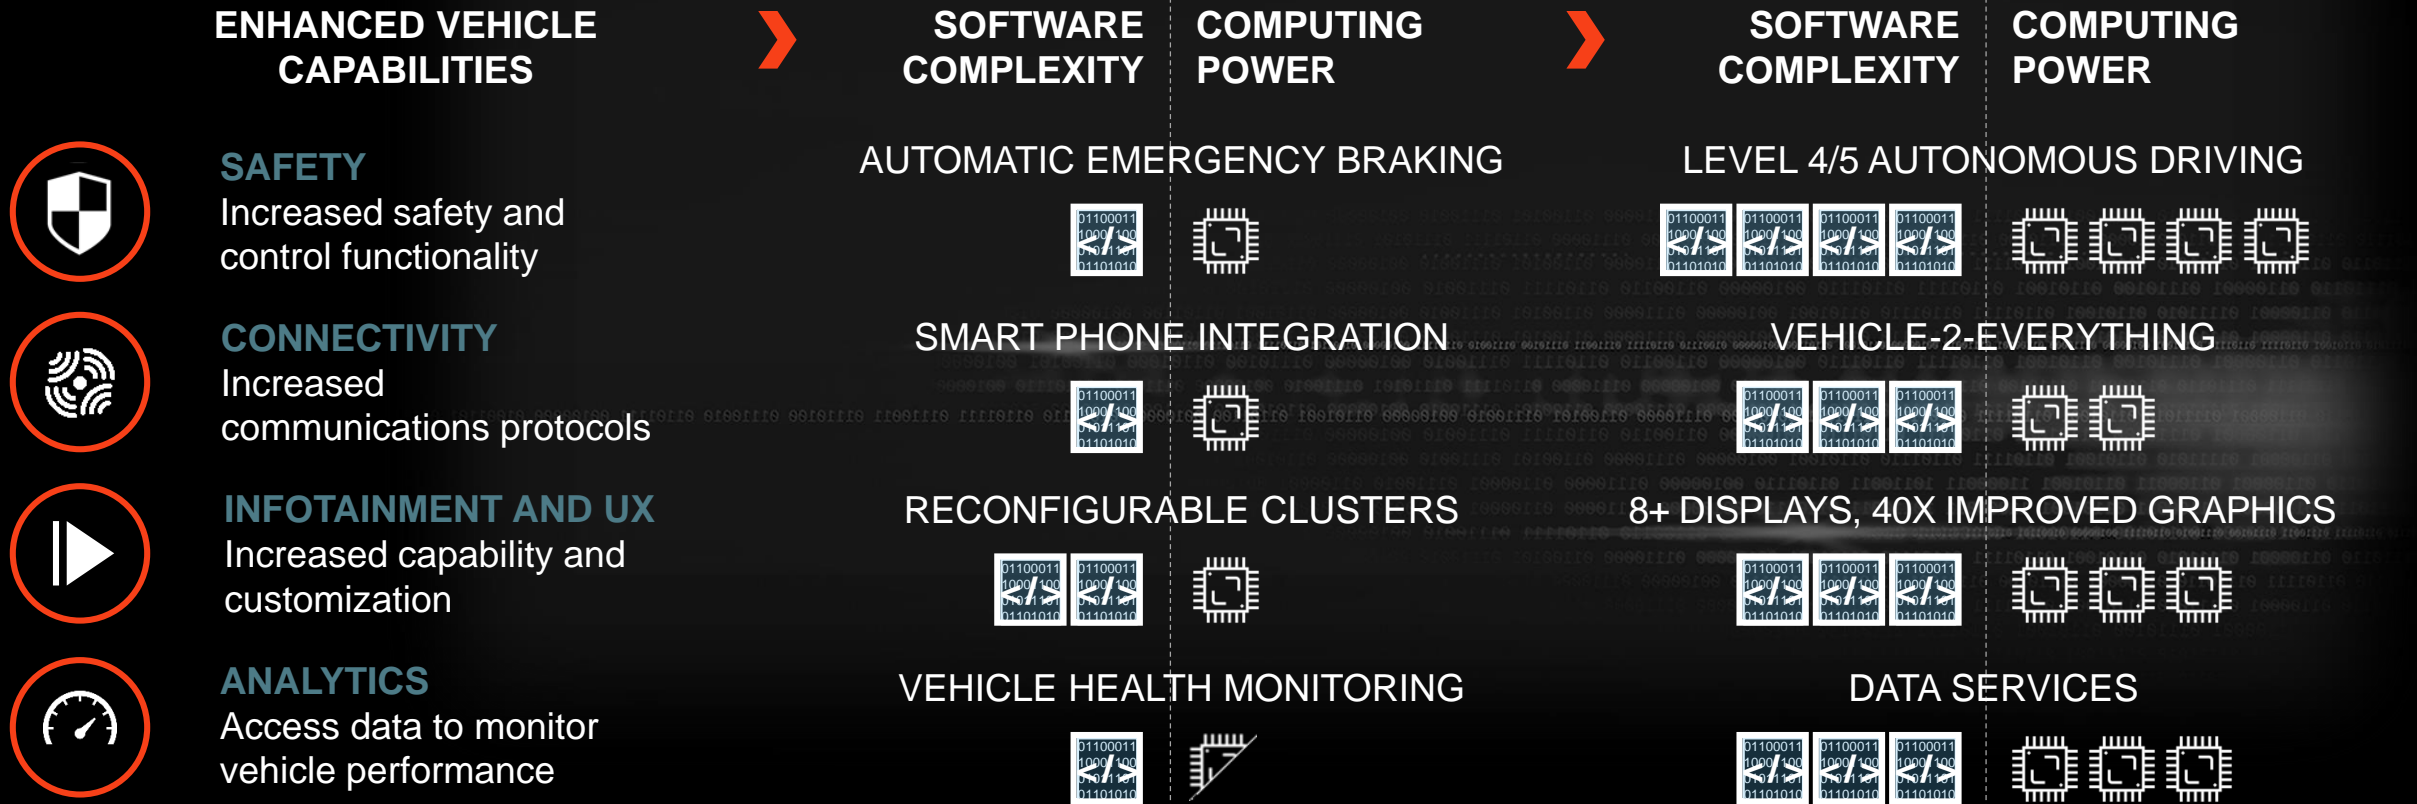 ENHANCED VEHICLE
CAPABILITIES
SOFTWARE
COMPLEXITY
COMPUTING
POWER
SOFTWARE
COMPLEXITY
COMPUTING
POWER
SAFETY
Increased safety and
control functionality
AUTOMATIC EMERGENCY BRAKING
LEVEL 4/5 AUTONOMOUS DRIVING
CONNECTIVITY
Increased
communications protocols
SMART PHONE INTEGRATION
VEHICLE-2-EVERYTHING
INFOTAINMENT AND UX
Increased capability and
customization
RECONFIGURABLE CLUSTERS
8+ DISPLAYS, 40X IMPROVED GRAPHICS
ANALYTICS
Access data to monitor
vehicle performance
VEHICLE HEALTH MONITORING
DATA SERVICES